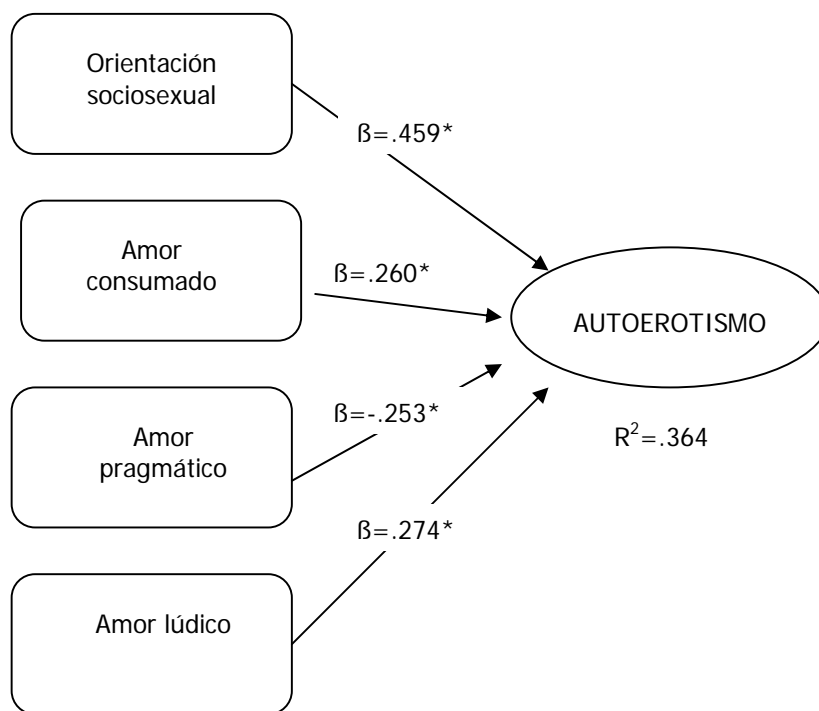 Orientación
sociosexual
ß=.459*
Amor
consumado
ß=.260*
AUTOEROTISMO
Amor
pragmático
ß=-.253*
R²=.364
Amor lúdico
ß=.274*